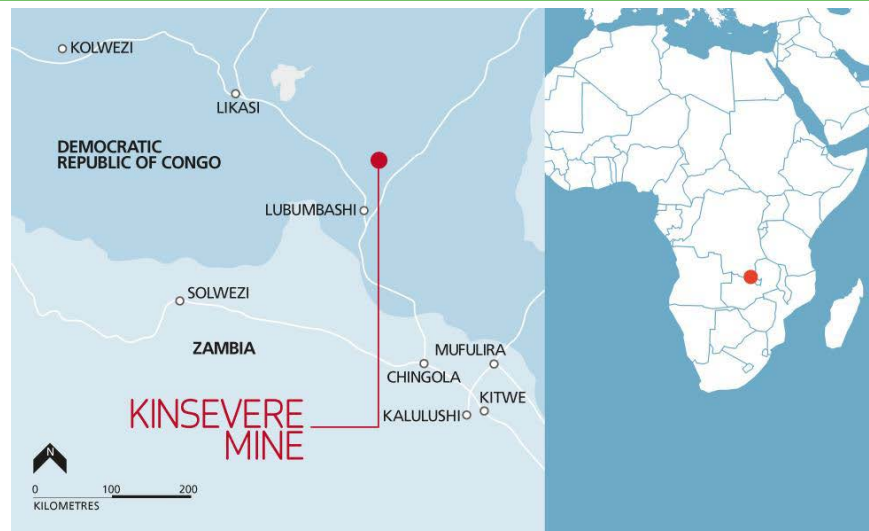 KOLWEZI
LIKASI
DEMOCRATIC
REPUBLIC OF CONGO
LUBUMBASHI
SOLWEZI
ZAMBIA
MUFULIRA
CHINGOLA
KITWE
KALULUSHI
KINSEVERE
MINE
N
0 100 200
KILOMETRES